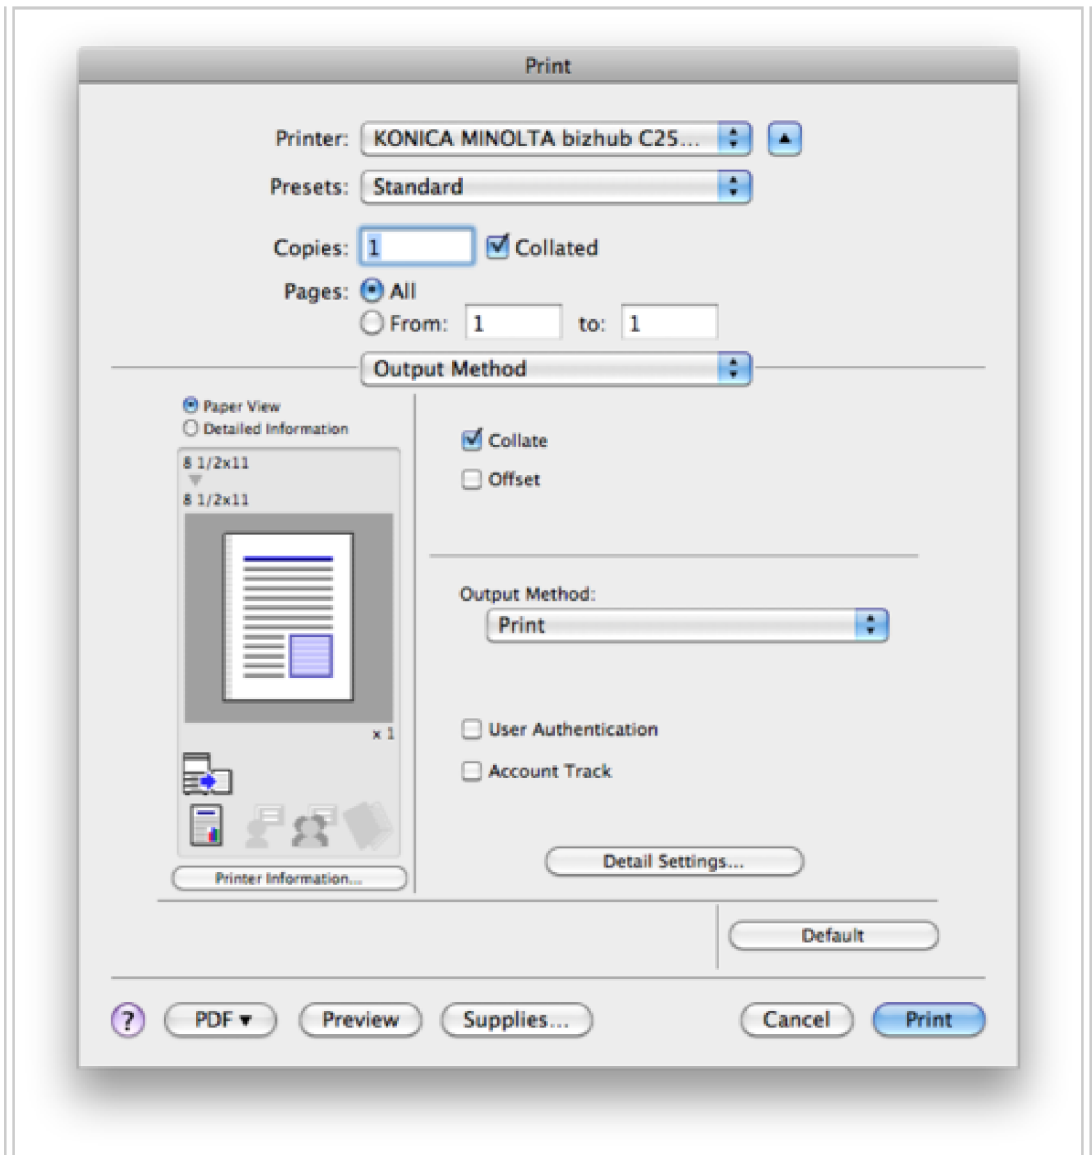 Print
Printer: KONICA MINOLTA bizhub C25...
Presets: Standard
Copies: 1 Collated
Pages: All
From: 1 to: 1
Output Method
Paper View
Detailed Information
8 1/2x11
8 1/2x11
x 1
Printer Information...
Collate
Offset
Output Method:
Print
User Authentication
Account Track
Detail Settings...
Default
? PDF▼ Preview Supplies... Cancel Print